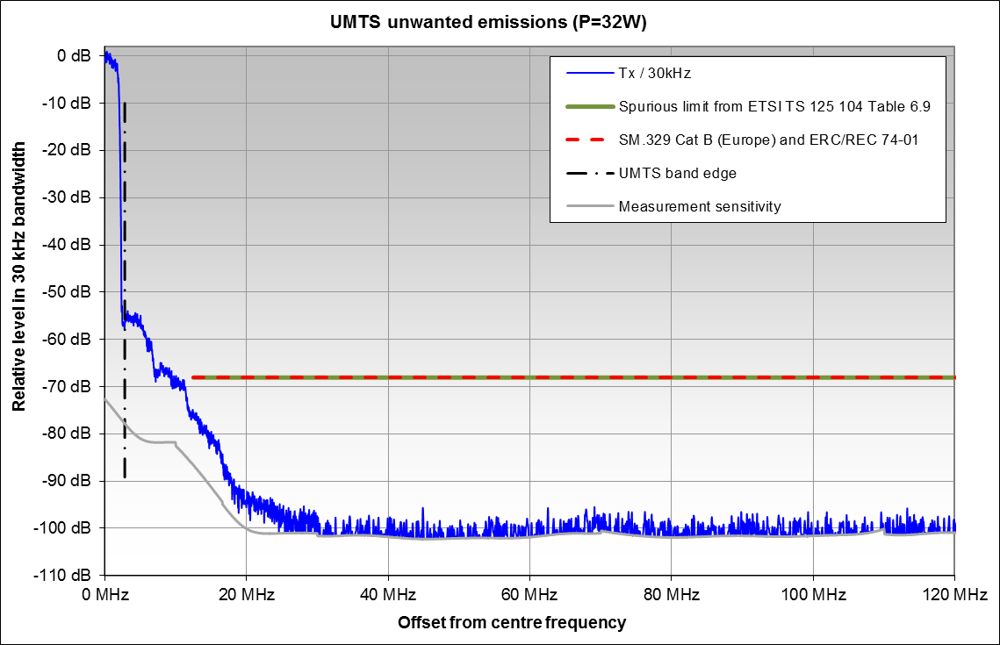 UMTS unwanted emissions (P=32W)
Tx / 30kHz
Spurious limit from ETSI TS 125 104 Table 6.9
SM.329 Cat B (Europe) and ERC/REC 74-01
UMTS band edge
Measurement sensitivity
Relative level in 30 kHz bandwidth
0 dB
-10 dB
-20 dB
-30 dB
-40 dB
-50 dB
-60 dB
-70 dB
-80 dB
-90 dB
-100 dB
-110 dB
0 MHz 20 MHz 40 MHz 60 MHz 80 MHz 100 MHz 120 MHz
Offset from centre frequency